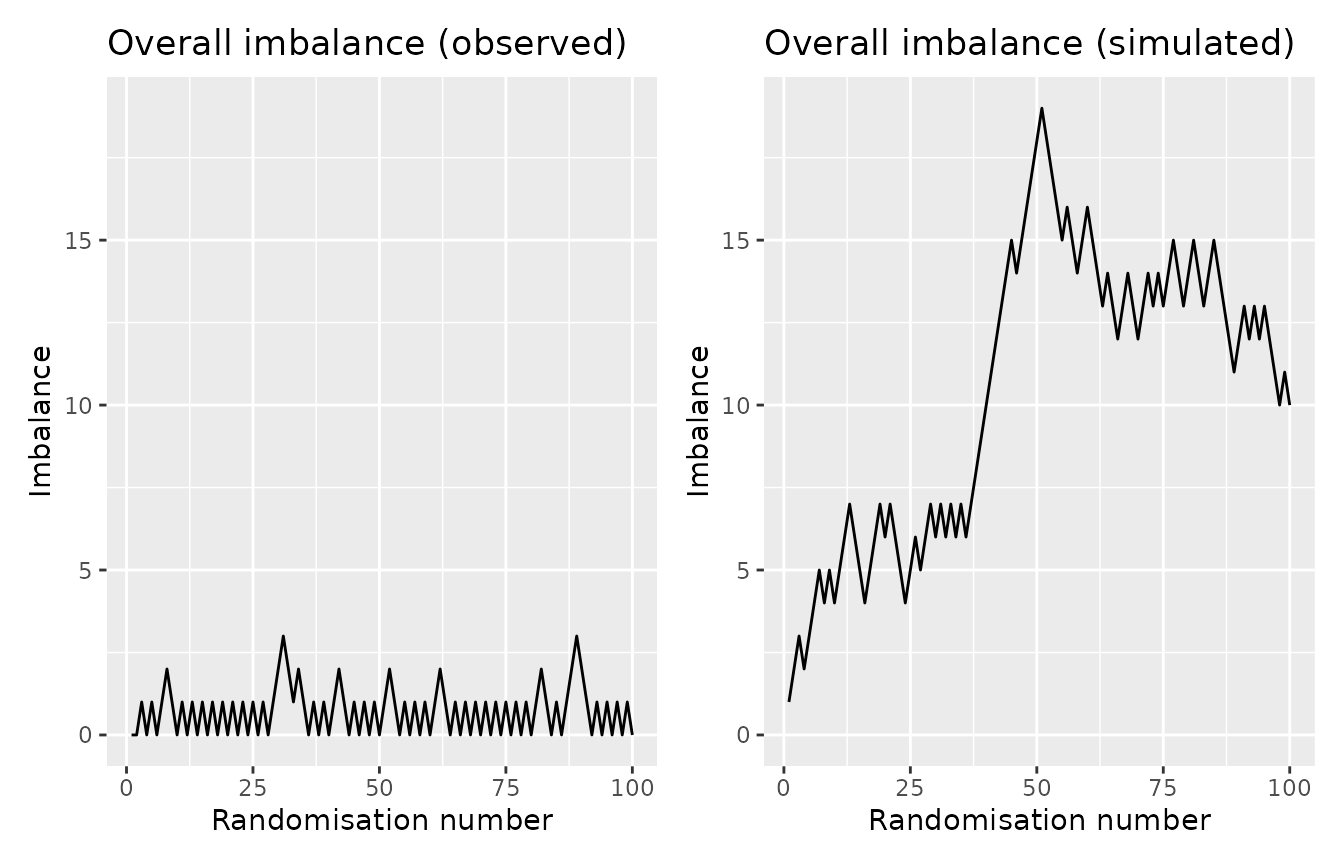 Overall imbalance (observed)
Imbalance
15
10
5
0
0 25 50 75 100
Randomisation number
Overall imbalance (simulated)
Imbalance
15
10
5
0
0 25 50 75 100
Randomisation number